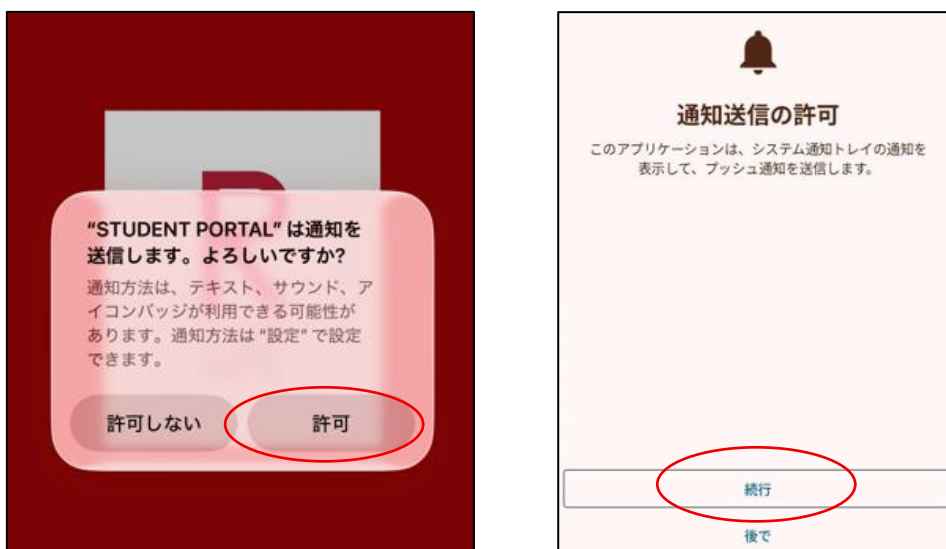 “STUDENT PORTAL” は通知を
送信します。よろしいですか?
通知方法は、テキスト、サウンド、ア
イコンバッジが利用できる可能性が
あります。通知方法は “設定” で設定
できます。
許可しない
許可
通知送信の許可
このアプリケーションは、システム通知トレイの通知を
表示して、プッシュ通知を送信します。
続行
後で